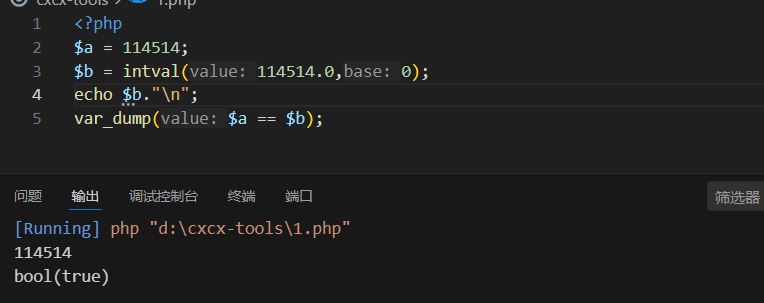 cxcx-tools 1.php
1 <?php
2 $a = 114514;
3 $b = intval(value: 114514.0,base: 0);
4 echo $b."\n";
5 var_dump(value: $a == $b);
问题 输出 调试控制台 终端 端口 筛选器
[Running] php "d:\cxcx-tools\1.php"
114514
bool(true)